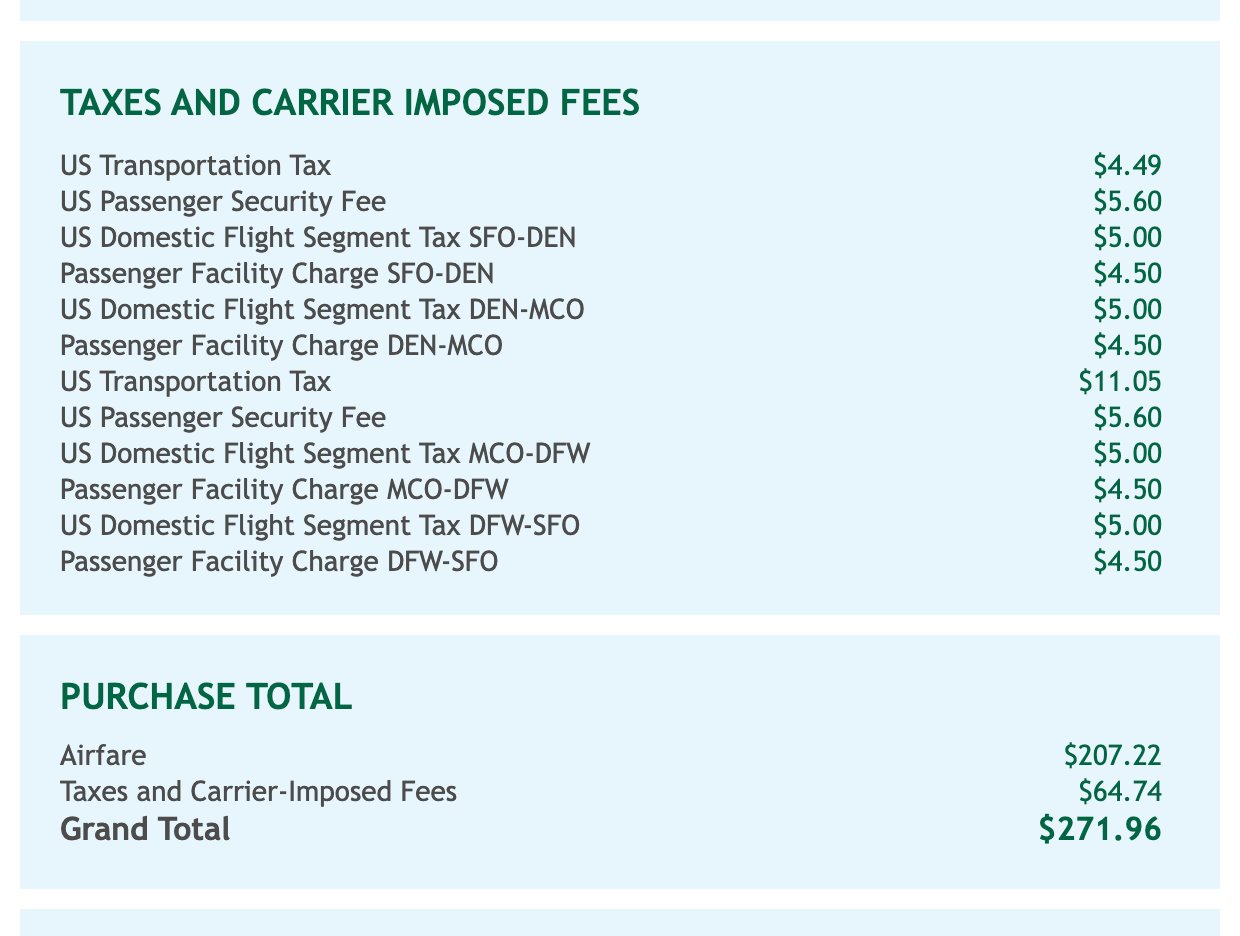 TAXES AND CARRIER IMPOSED FEES
US Transportation Tax $4.49
US Passenger Security Fee $5.60
US Domestic Flight Segment Tax SFO-DEN $5.00
Passenger Facility Charge SFO-DEN $4.50
US Domestic Flight Segment Tax DEN-MCO $5.00
Passenger Facility Charge DEN-MCO $4.50
US Transportation Tax $11.05
US Passenger Security Fee $5.60
US Domestic Flight Segment Tax MCO-DFW $5.00
Passenger Facility Charge MCO-DFW $4.50
US Domestic Flight Segment Tax DFW-SFO $5.00
Passenger Facility Charge DFW-SFO $4.50
PURCHASE TOTAL
Airfare $207.22
Taxes and Carrier-Imposed Fees $64.74
Grand Total $271.96